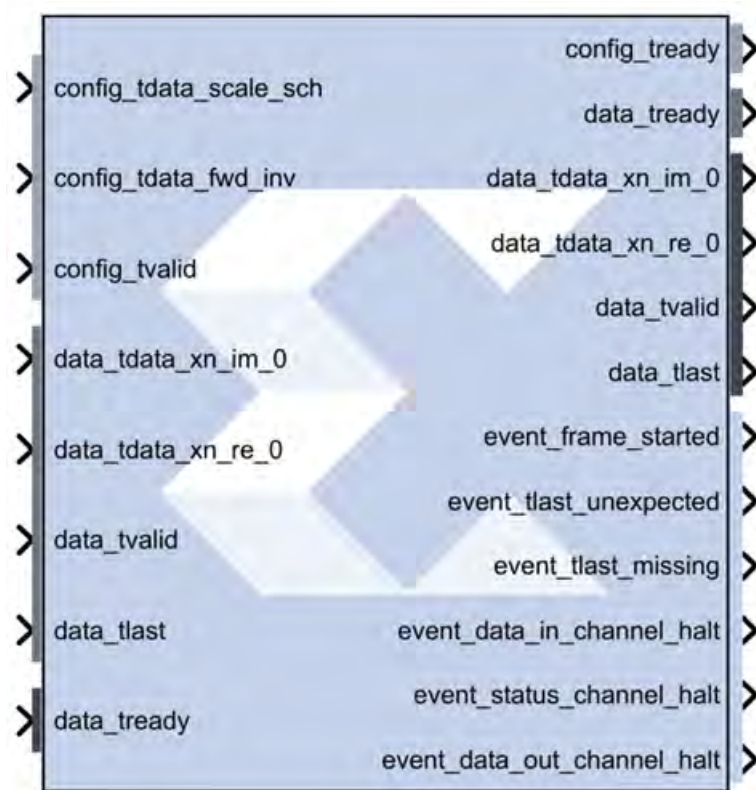 config_tdata_scale_sch
config_tdata_fwd_inv
config_tvalid
data_tdata_xn_im_0
data_tdata_xn_re_0
data_tvalid
data_tlast
data_tready
config_tready
data_tready
data_tdata_xn_im_0
data_tdata_xn_re_0
data_tvalid
data_tlast
event_frame_started
event_tlast_unexpected
event_tlast_missing
event_data_in_channel_halt
event_status_channel_halt
event_data_out_channel_halt